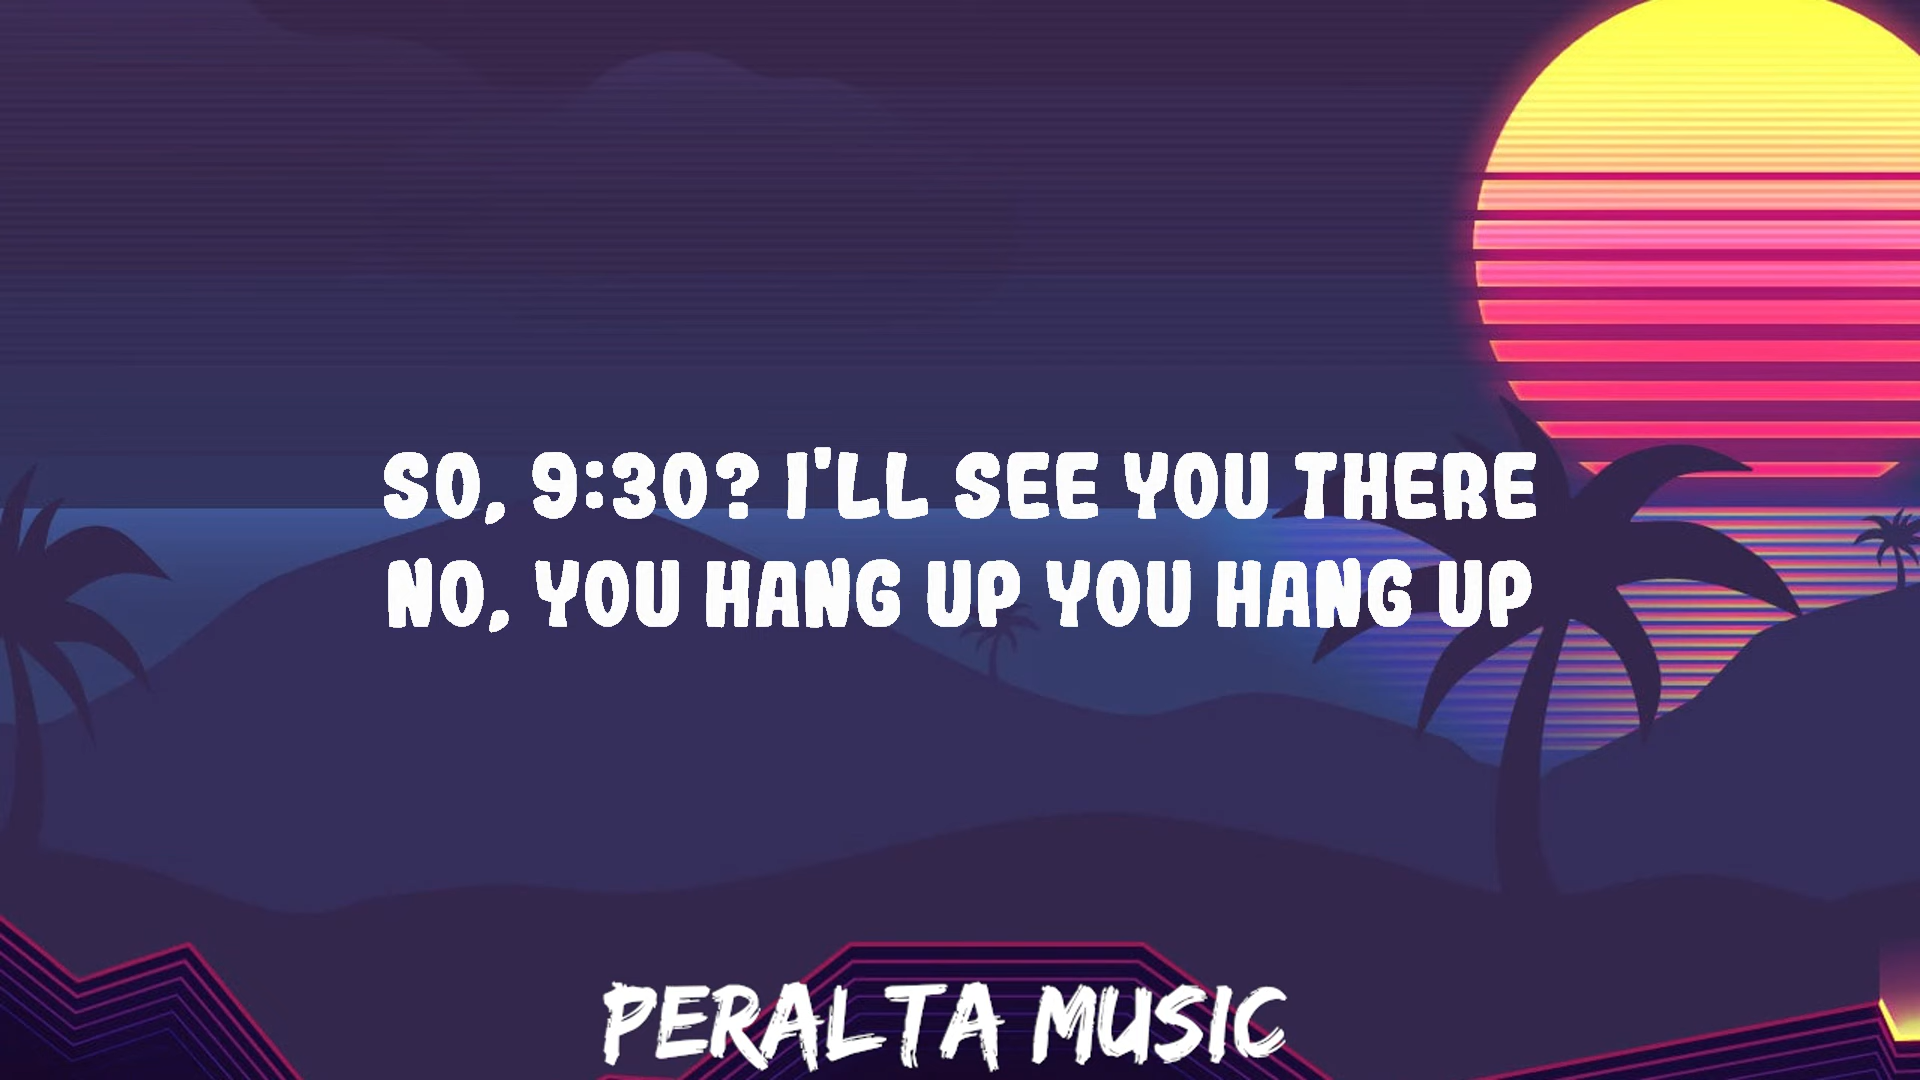 SO, 9:30? I'LL SEE YOU THERE
NO, YOU HANG UP YOU HANG UP
PERALTA MUSIC